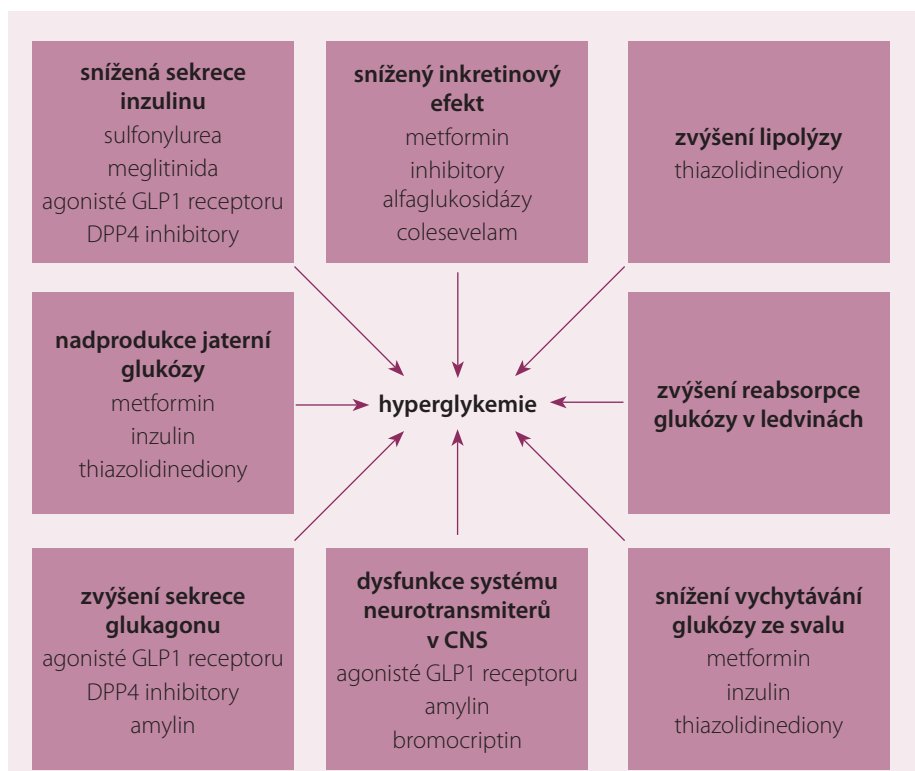 snížená sekrece
inzulinu
sulfonylurea
meglitinida
agonisté GLP1 receptoru
DPP4 inhibitory
snížený inkretinový
efekt
metformin
inhibitory
alfaglukosidázy
colesevelam
zvýšení lipolýzy
thiazolidinediony
nadprodukce jaterní
glukózy
metformin
inzulin
thiazolidinediony
hyperglykemie
zvýšení reabsorpce
glukózy v ledvinách
zvýšení sekrece
glukagonu
agonisté GLP1 receptoru
DPP4 inhibitory
amylin
dysfunkce systému
neurotransmiterů
v CNS
agonisté GLP1 receptoru
amylin
bromocriptin
snížení vychytávání
glukózy ze svalu
metformin
inzulin
thiazolidinediony